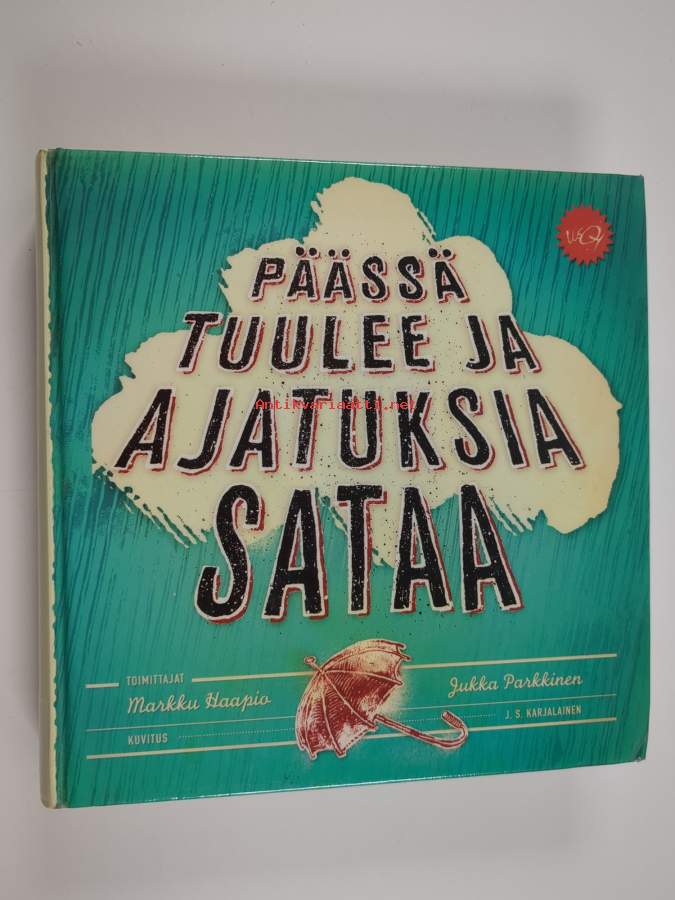 PÄÄSSÄ
TUULEE JA
AJATUKSIA
SATAA
Antikvariaatti.net
TOIMITTAJAT
Markku Haapio
Jukka Parkkinen
KUVITUS
J. S. KARJALAINEN